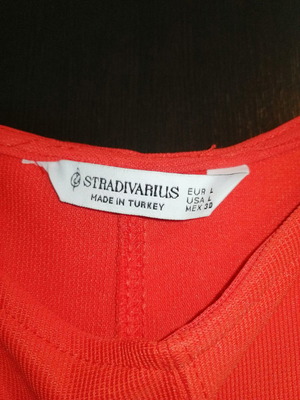 STRADIVARIUS
MADE IN TURKEY
EUR L
USA L
MEX 30